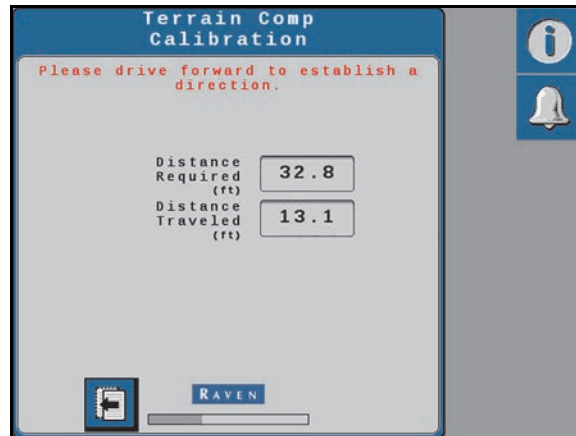 Terrain Comp
Calibration
Please drive forward to establish a
direction.
Distance
Required
(ft)
32.8
Distance
Traveled
(ft)
13.1
RAVEN